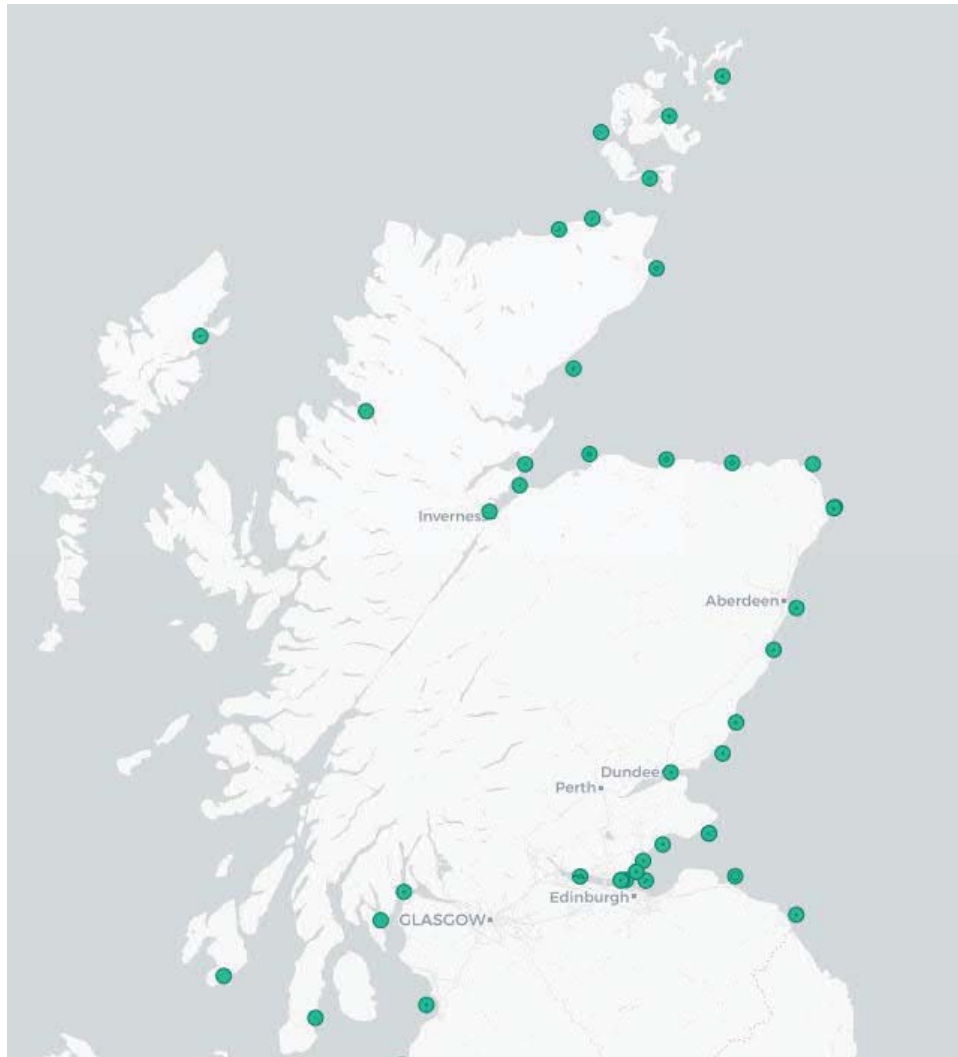 Inverness
Aberdeen
Dundee
Perth
Edinburgh
GLASGOW